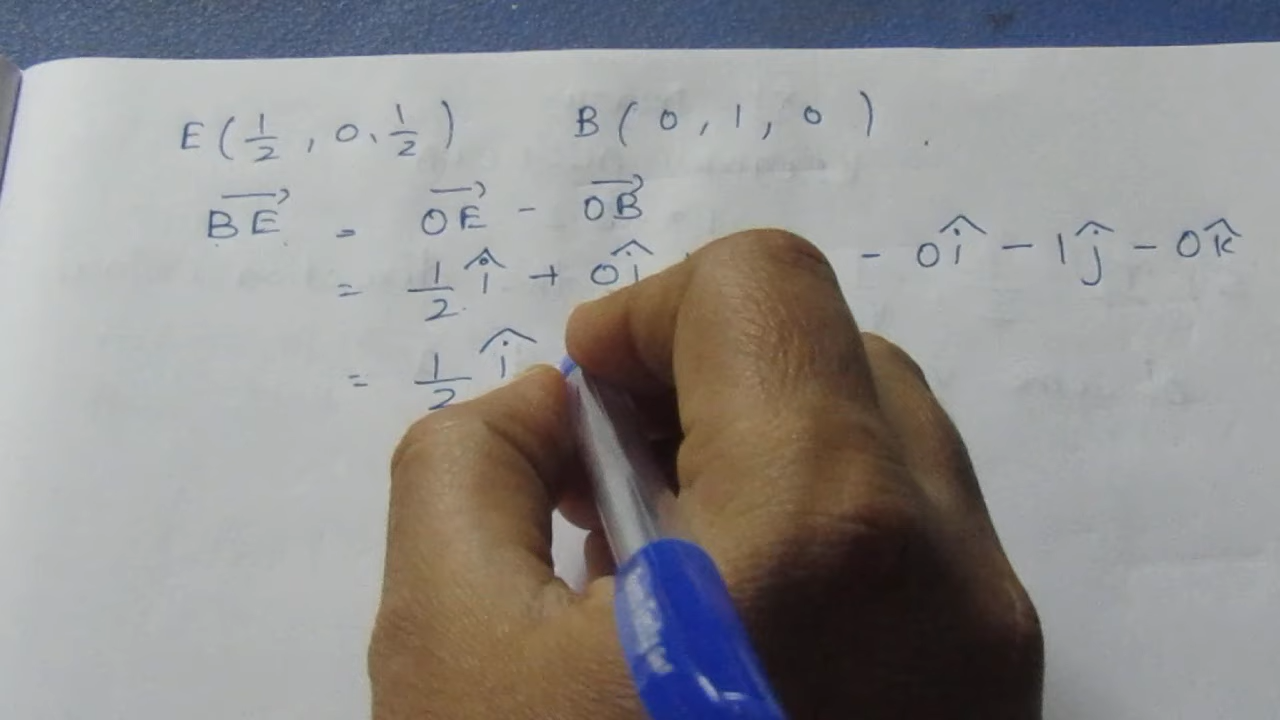 E(1/2, 0, 1/2) B(0, 1, 0)
BE⃗ = OE⃗ - OB⃗
= 1/2 î + 0ĵ - 0î - 1ĵ - 0k̂
= 1/2 î